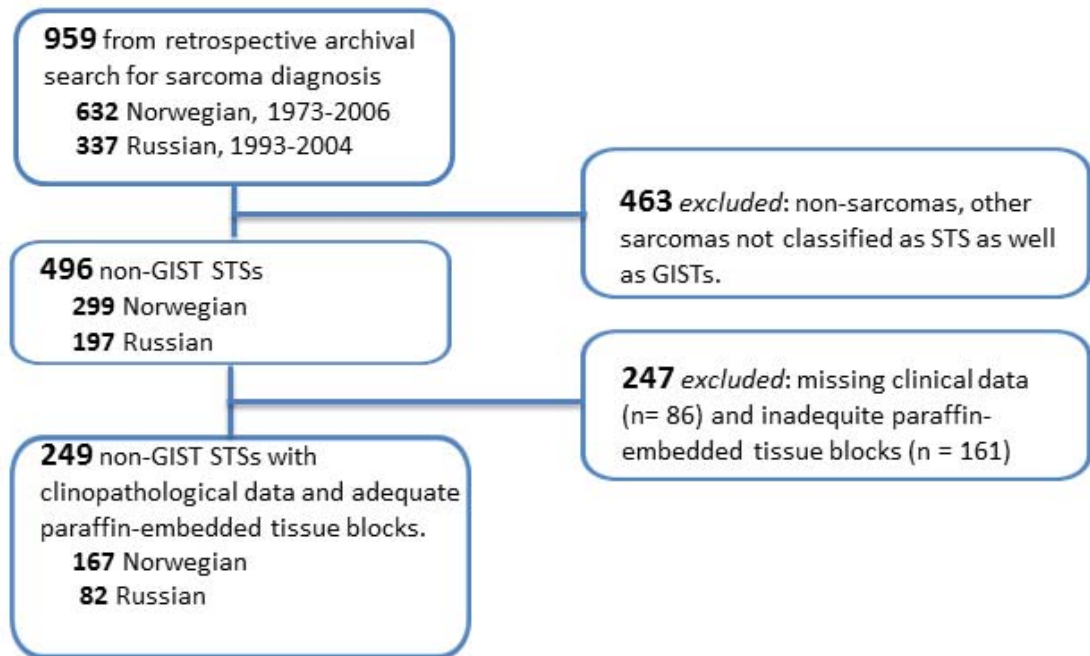 959 from retrospective archival
search for sarcoma diagnosis
632 Norwegian, 1973-2006
337 Russian, 1993-2004
463 excluded: non-sarcomas, other
sarcomas not classified as STS as well
as GISTs.
496 non-GIST STSs
299 Norwegian
197 Russian
247 excluded: missing clinical data
(n= 86) and inadequite paraffin-
embedded tissue blocks (n = 161)
249 non-GIST STSs with
clinopathological data and adequate
paraffin-embedded tissue blocks.
167 Norwegian
82 Russian